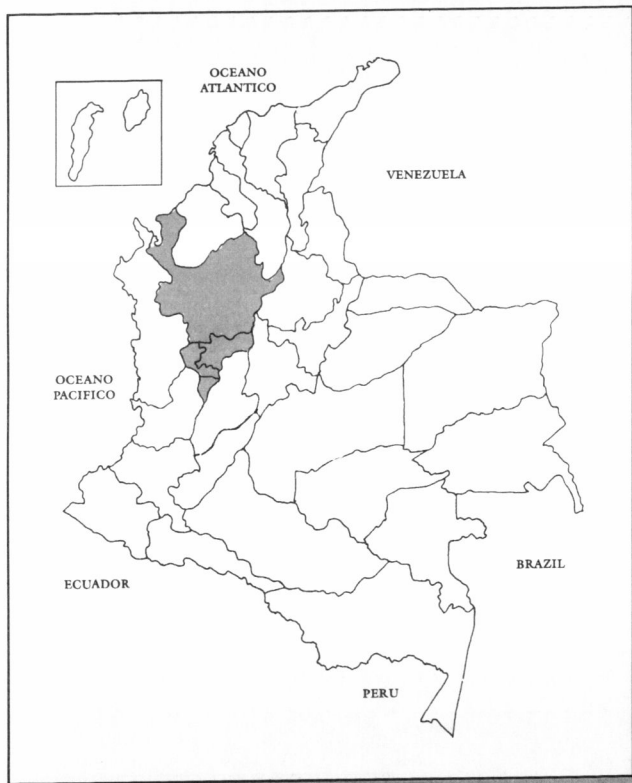 OCEANO
ATLANTICO
VENEZUELA
OCEANO
PACIFICO
ECUADOR
BRAZIL
PERU